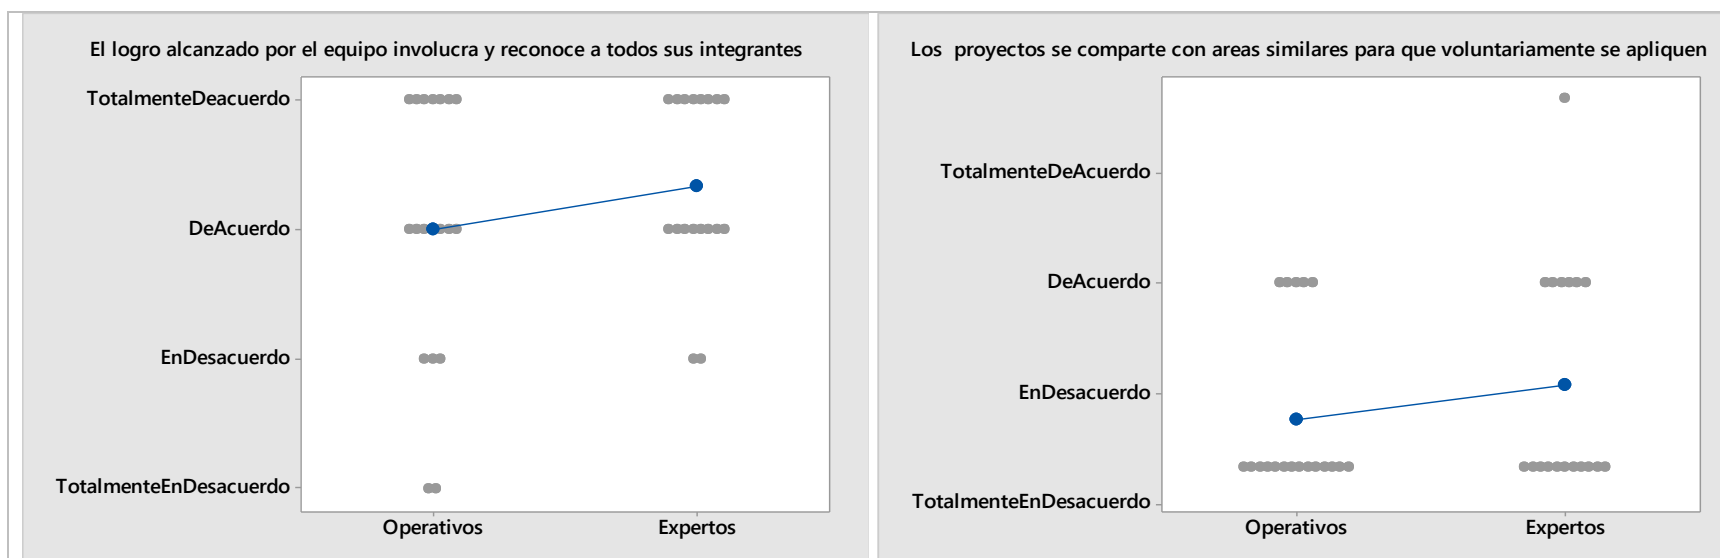 El logro alcanzado por el equipo involucra y reconoce a todos sus integrantes
TotalmenteDeacuerdo
DeAcuerdo
EnDesacuerdo
TotalmenteEnDesacuerdo
Operativos
Expertos
Los proyectos se comparte con areas similares para que voluntariamente se apliquen
TotalmenteDeAcuerdo
DeAcuerdo
EnDesacuerdo
TotalmenteEnDesacuerdo
Operativos
Expertos